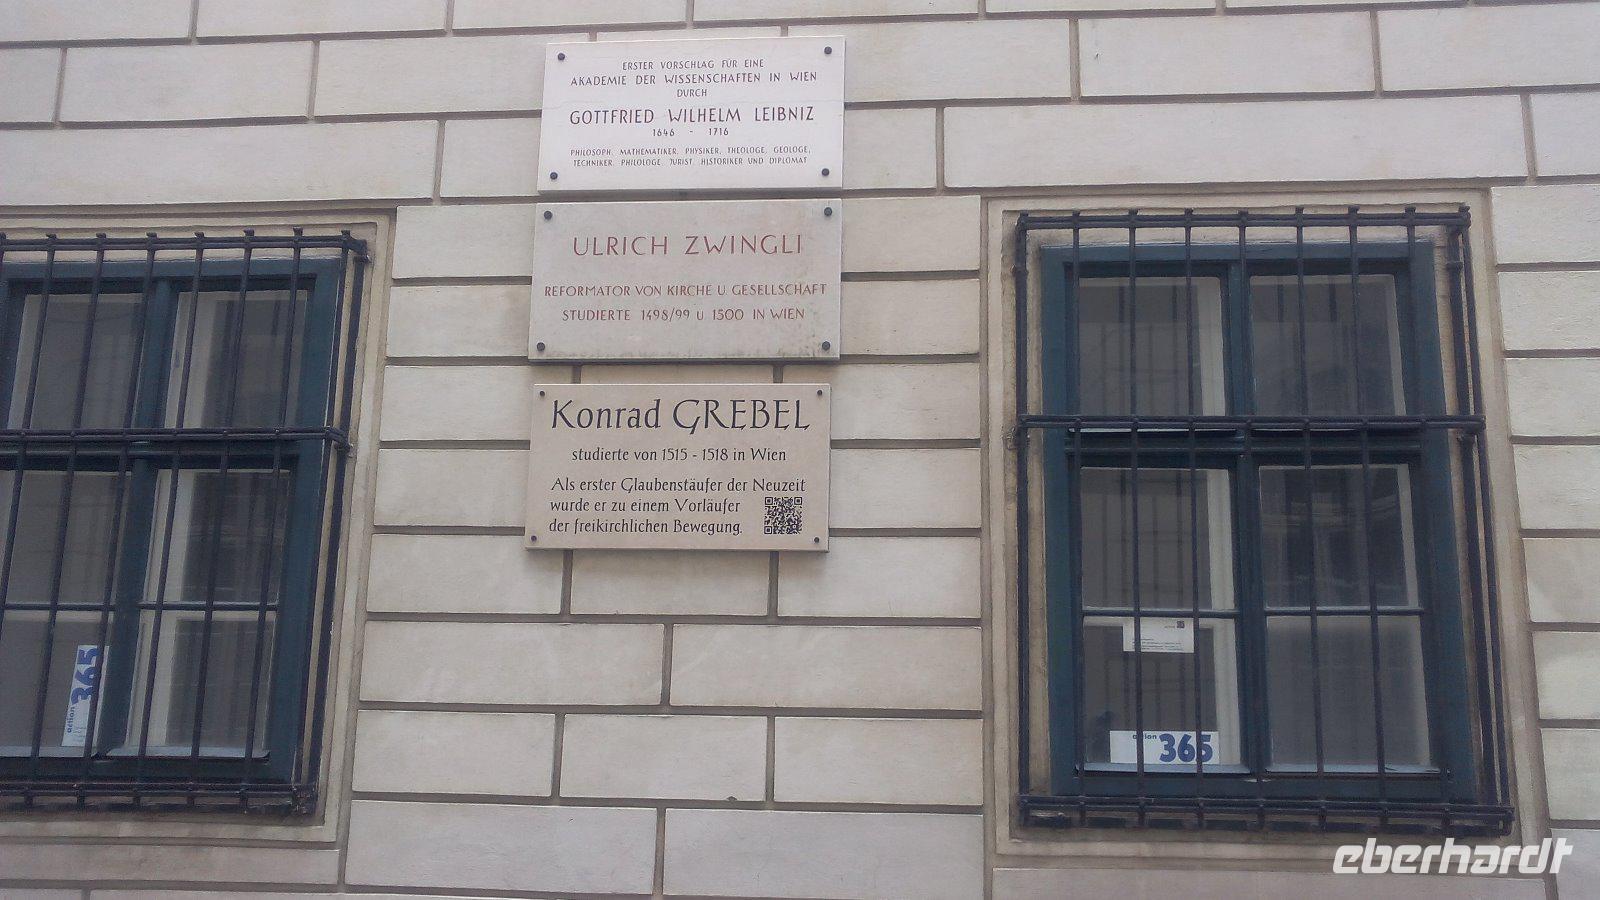 ERSTER VORSCHLAG FÜR EINE
AKADEMIE DER WISSENSCHAFTEN IN WIEN
DURCH
GOTTFRIED WILHELM LEIBNIZ
1646 - 1716
PHILOSOPH, MATHEMATIKER, PHYSIKER, THEOLOGE, GEOLOGE,
TECHNIKER, PHILOLOGE, JURIST, HISTORIKER UND DIPLOMAT
ULRICH ZWINGLI
REFORMATOR VON KIRCHE U. GESELLSCHAFT
STUDIERTE 1498/99 U 1500 IN WIEN
Konrad GREBEL
studierte von 1515 - 1518 in Wien
Als erster Glaubenstäufer der Neuzeit
wurde er zu einem Vorläufer
der freikirchlichen Bewegung.
action 365
action 365
eberhardt